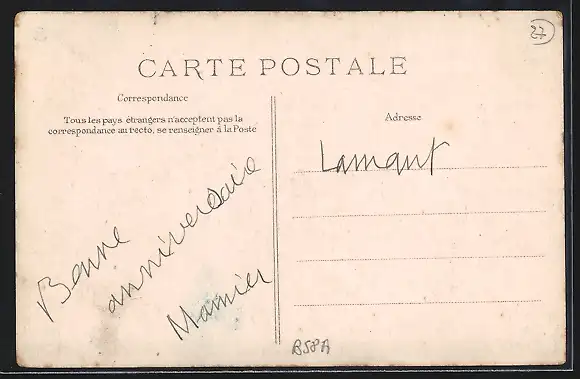 27
CARTE POSTALE
Correspondance
Tous les pays étrangers n'acceptent pas la
correspondance au recto, se renseigner à la Poste
Bonne
anniversaire
Mamier
Adresse
Lamant
B58A